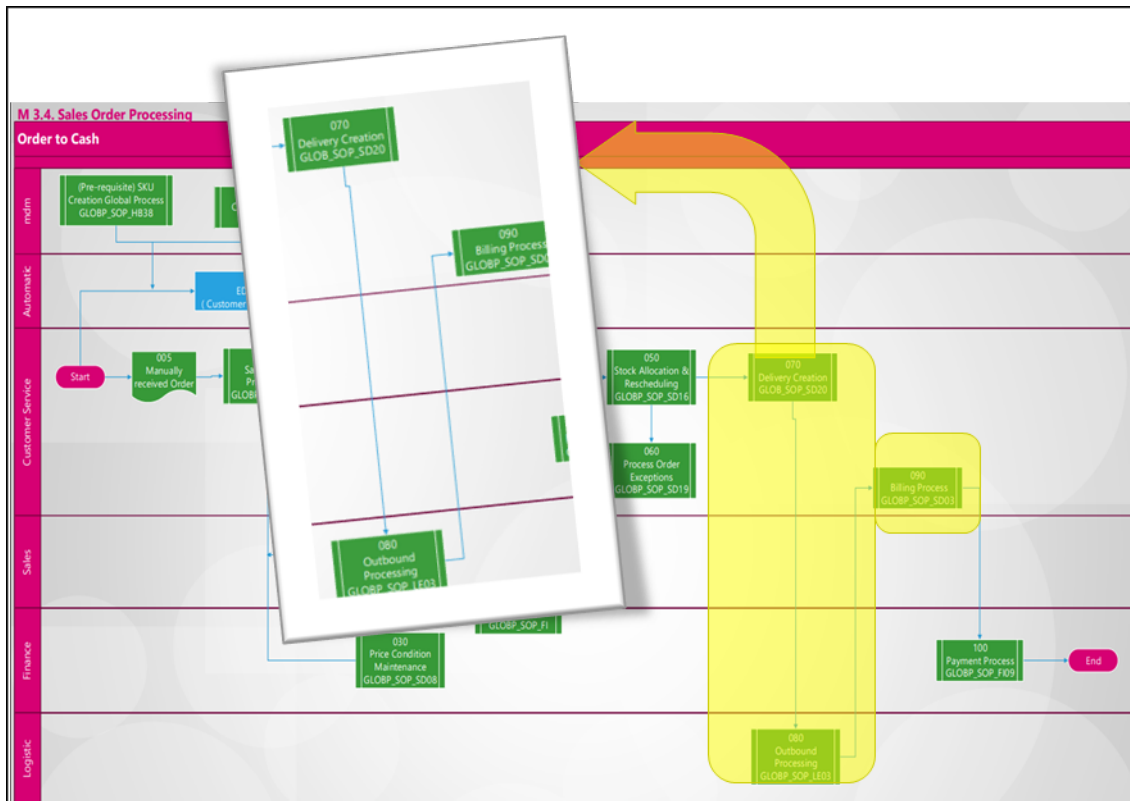 M 3.4. Sales Order Processing
Order to Cash
mdm
(Pre-requisite) SKU
Creation Global Process
GLOBP_SOP_HB38
Automatic
( Customer
Customer Service
Start
005
Manually
received Order
050
Stock Allocation &
Rescheduling
GLOBP_SOP_SD16
060
Process Order
Exceptions
GLOBP_SOP_SD19
070
Delivery Creation
GLOB_SOP_SD20
090
Billing Process
GLOBP_SOP_SD03
Sales
Finance
GLOBP_SOP_FI
030
Price Condition
Maintenance
GLOBP_SOP_SD08
100
Payment Process
GLOBP_SOP_FI09
End
Logistic
080
Outbound
Processing
GLOBP_SOP_LE03
070
Delivery Creation
GLOB_SOP_SD20
090
Billing Process
080
Outbound
Processing
GLOBP_SOP_LE03